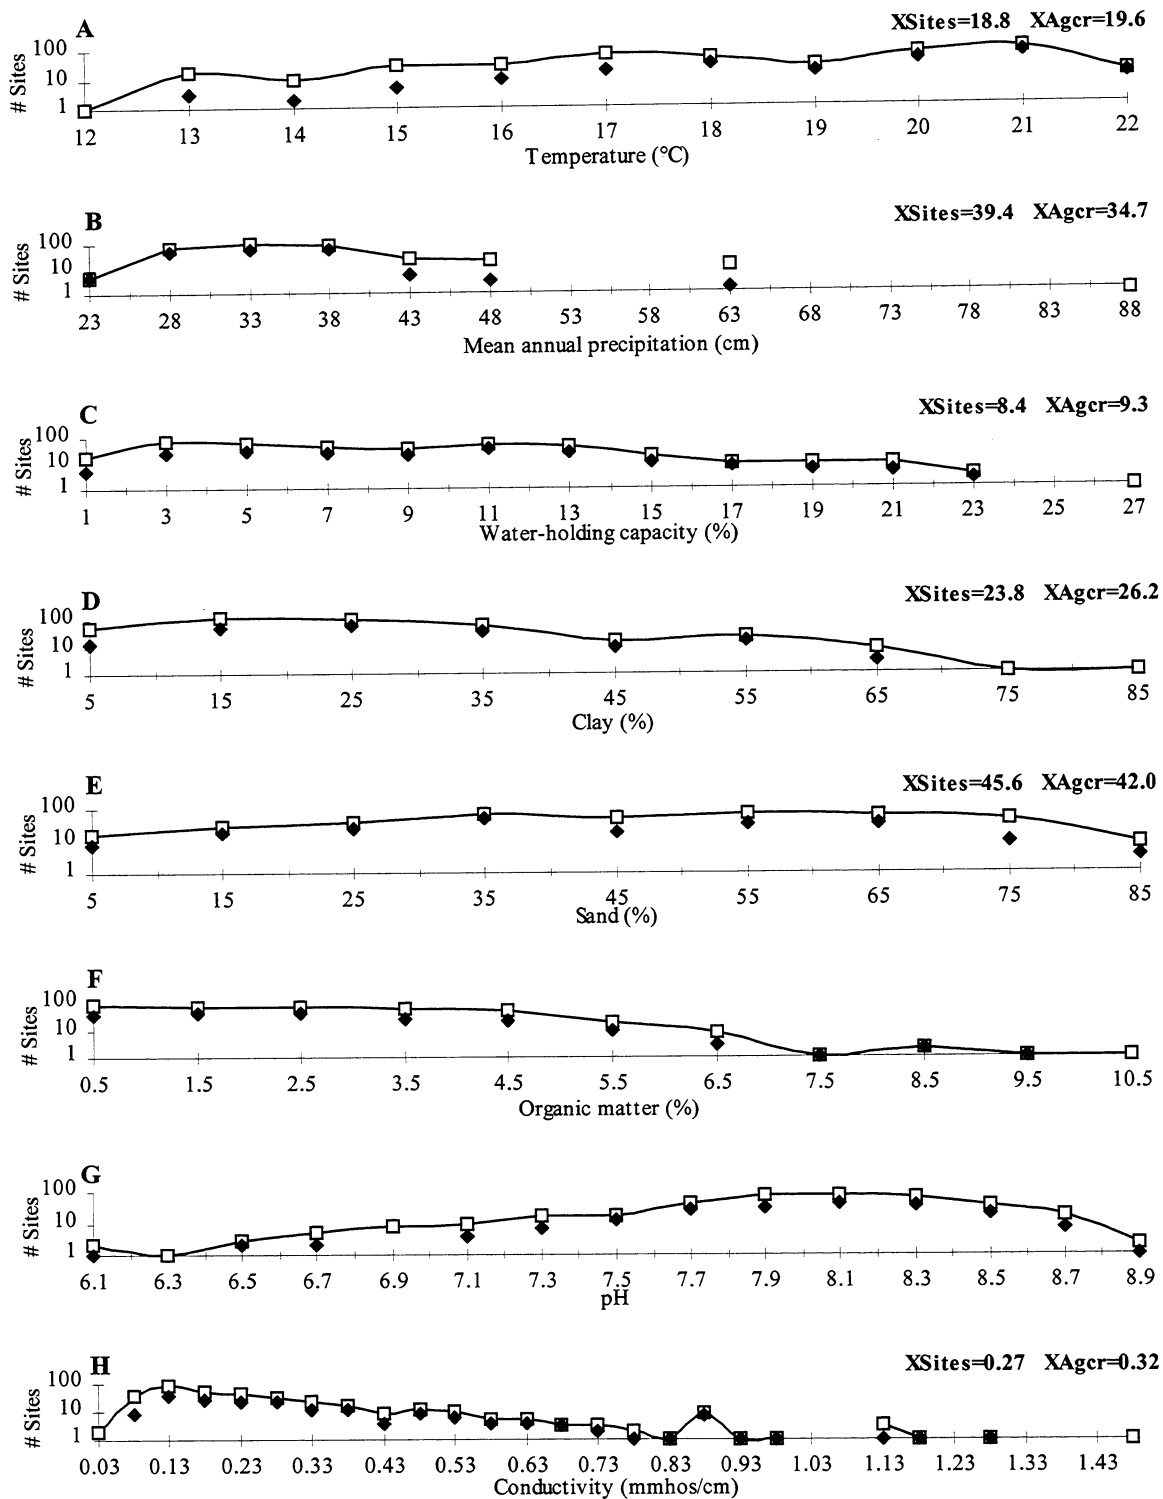 A
XSites=18.8 XAgcr=19.6
# Sites
100
10
1
12 13 14 15 16 17 18 19 20 21 22
Temperature (°C)
B
XSites=39.4 XAgcr=34.7
# Sites
100
10
1
23 28 33 38 43 48 53 58 63 68 73 78 83 88
Mean annual precipitation (cm)
C
XSites=8.4 XAgcr=9.3
# Sites
100
10
1
1 3 5 7 9 11 13 15 17 19 21 23 25 27
Water-holding capacity (%)
D
XSites=23.8 XAgcr=26.2
# Sites
100
10
1
5 15 25 35 45 55 65 75 85
Clay (%)
E
XSites=45.6 XAgcr=42.0
# Sites
100
10
1
5 15 25 35 45 55 65 75 85
Sand (%)
F
# Sites
100
10
1
0.5 1.5 2.5 3.5 4.5 5.5 6.5 7.5 8.5 9.5 10.5
Organic matter (%)
G
# Sites
100
10
1
6.1 6.3 6.5 6.7 6.9 7.1 7.3 7.5 7.7 7.9 8.1 8.3 8.5 8.7 8.9
pH
H
XSites=0.27 XAgcr=0.32
# Sites
100
10
1
0.03 0.13 0.23 0.33 0.43 0.53 0.63 0.73 0.83 0.93 1.03 1.13 1.23 1.33 1.43
Conductivity (mmhos/cm)